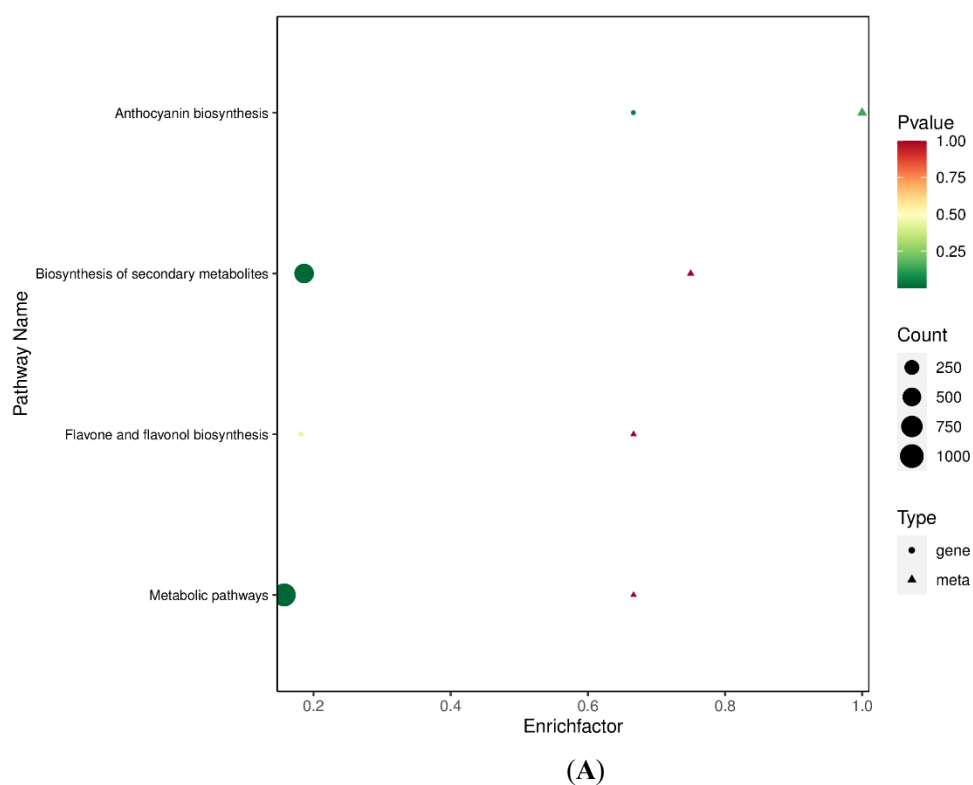 Pathway Name
Anthocyanin biosynthesis
Biosynthesis of secondary metabolites
Flavone and flavonol biosynthesis
Metabolic pathways
0.2 0.4 0.6 0.8 1.0
Enrichfactor
Pvalue
1.00
0.75
0.50
0.25
Count
250
500
750
1000
Type
gene
meta
(A)